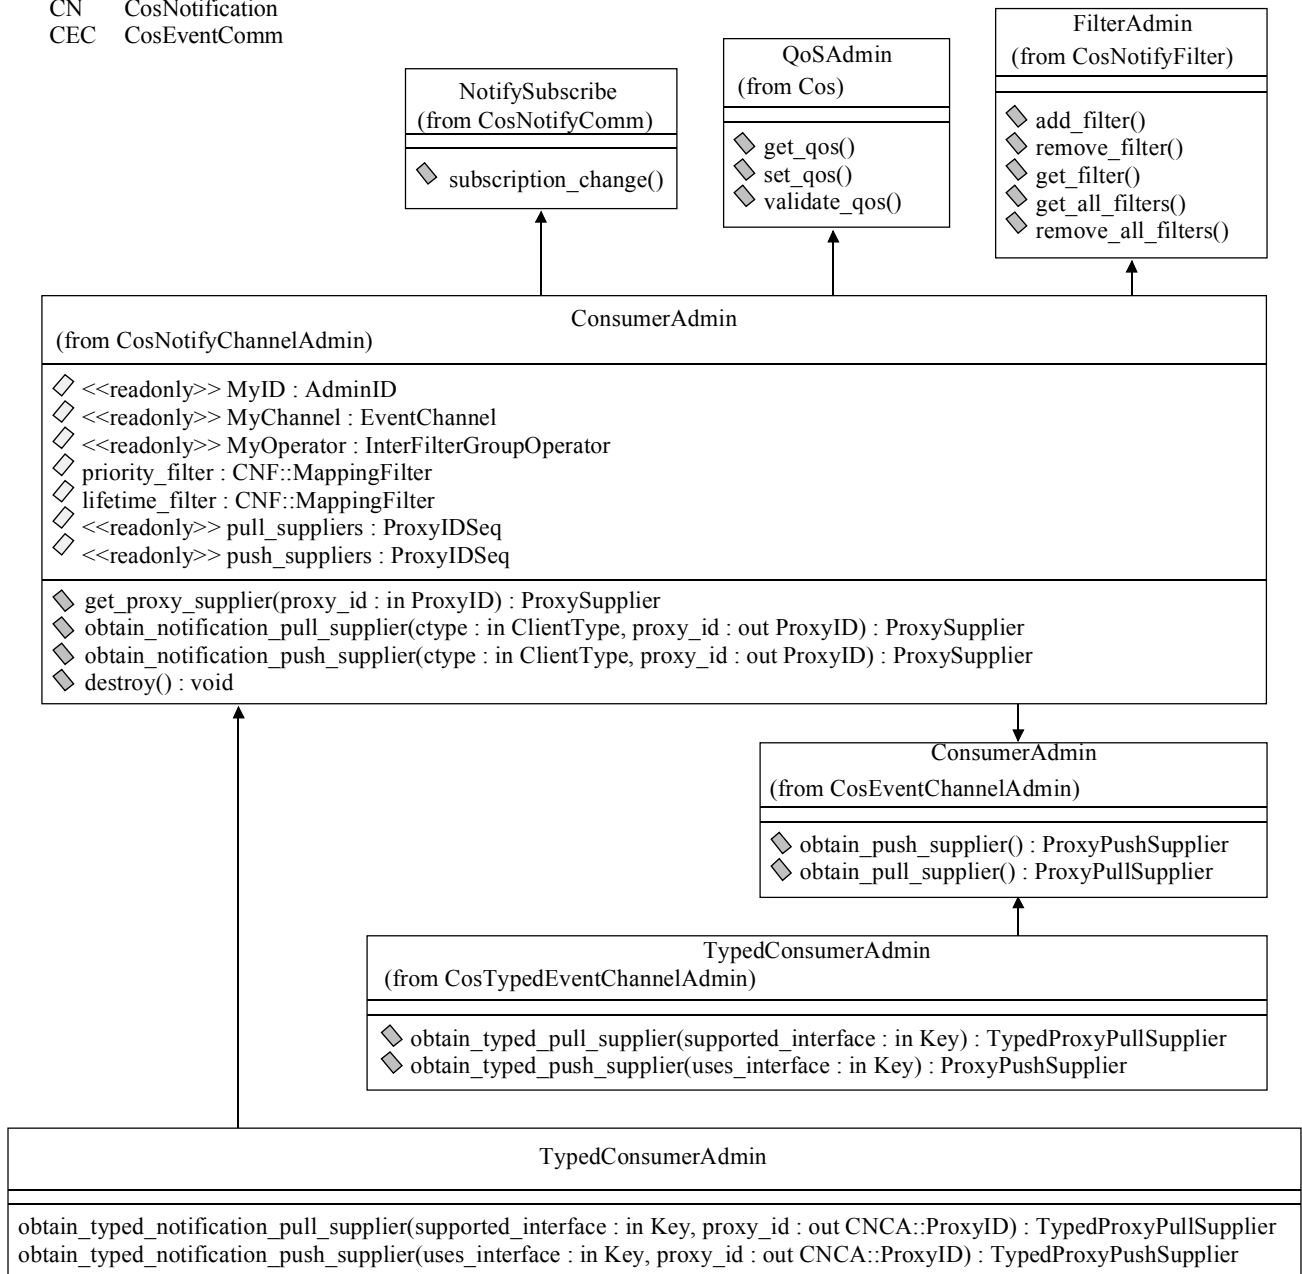 CN CosNotification
CEC CosEventComm
FilterAdmin
(from CosNotifyFilter)
add_filter()
remove_filter()
get_filter()
get_all_filters()
remove_all_filters()
QoSAdmin
(from Cos)
get_qos()
set_qos()
validate_qos()
NotifySubscribe
(from CosNotifyComm)
subscription_change()
ConsumerAdmin
(from CosNotifyChannelAdmin)
<<readonly>> MyID : AdminID
<<readonly>> MyChannel : EventChannel
<<readonly>> MyOperator : InterFilterGroupOperator
priority_filter : CNF::MappingFilter
lifetime_filter : CNF::MappingFilter
<<readonly>> pull_suppliers : ProxyIDSeq
<<readonly>> push_suppliers : ProxyIDSeq
get_proxy_supplier(proxy_id : in ProxyID) : ProxySupplier
obtain_notification_pull_supplier(ctype : in ClientType, proxy_id : out ProxyID) : ProxySupplier
obtain_notification_push_supplier(ctype : in ClientType, proxy_id : out ProxyID) : ProxySupplier
destroy() : void
ConsumerAdmin
(from CosEventChannelAdmin)
obtain_push_supplier() : ProxyPushSupplier
obtain_pull_supplier() : ProxyPullSupplier
TypedConsumerAdmin
(from CosTypedEventChannelAdmin)
obtain_typed_pull_supplier(supported_interface : in Key) : TypedProxyPullSupplier
obtain_typed_push_supplier(uses_interface : in Key) : ProxyPushSupplier
TypedConsumerAdmin
obtain_typed_notification_pull_supplier(supported_interface : in Key, proxy_id : out CNCA::ProxyID) : TypedProxyPullSupplier
obtain_typed_notification_push_supplier(uses_interface : in Key, proxy_id : out CNCA::ProxyID) : TypedProxyPushSupplier